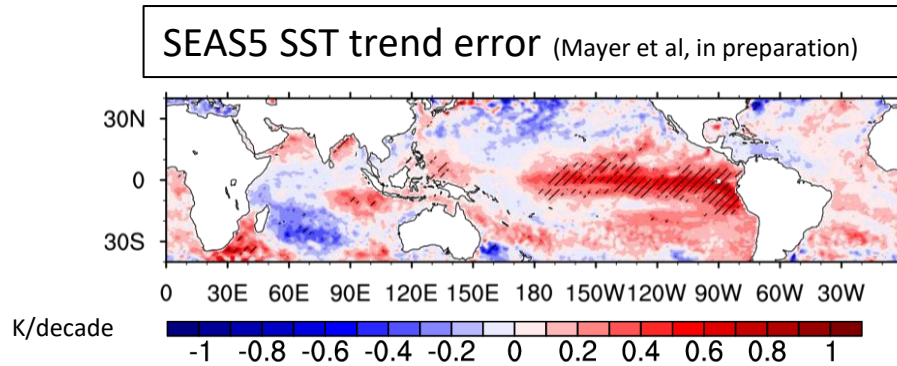 SEAS5 SST trend error (Mayer et al, in preparation)
30N
0
30S
0 30E 60E 90E 120E 150E 180 150W 120W 90W 60W 30W
K/decade
-1 -0.8 -0.6 -0.4 -0.2 0 0.2 0.4 0.6 0.8 1